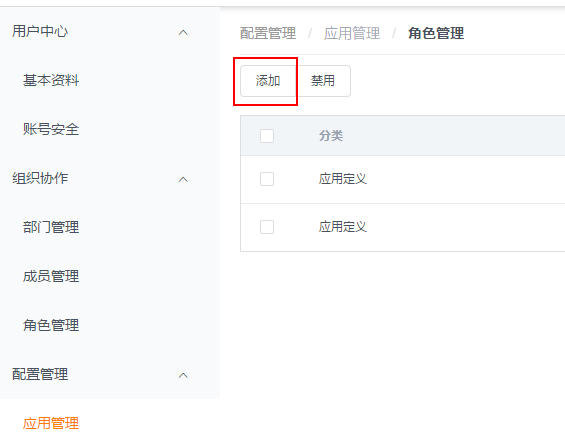 用户中心
基本资料
账号安全
组织协作
部门管理
成员管理
角色管理
配置管理
应用管理
配置管理 / 应用管理 / 角色管理
添加 禁用
分类
应用定义
应用定义